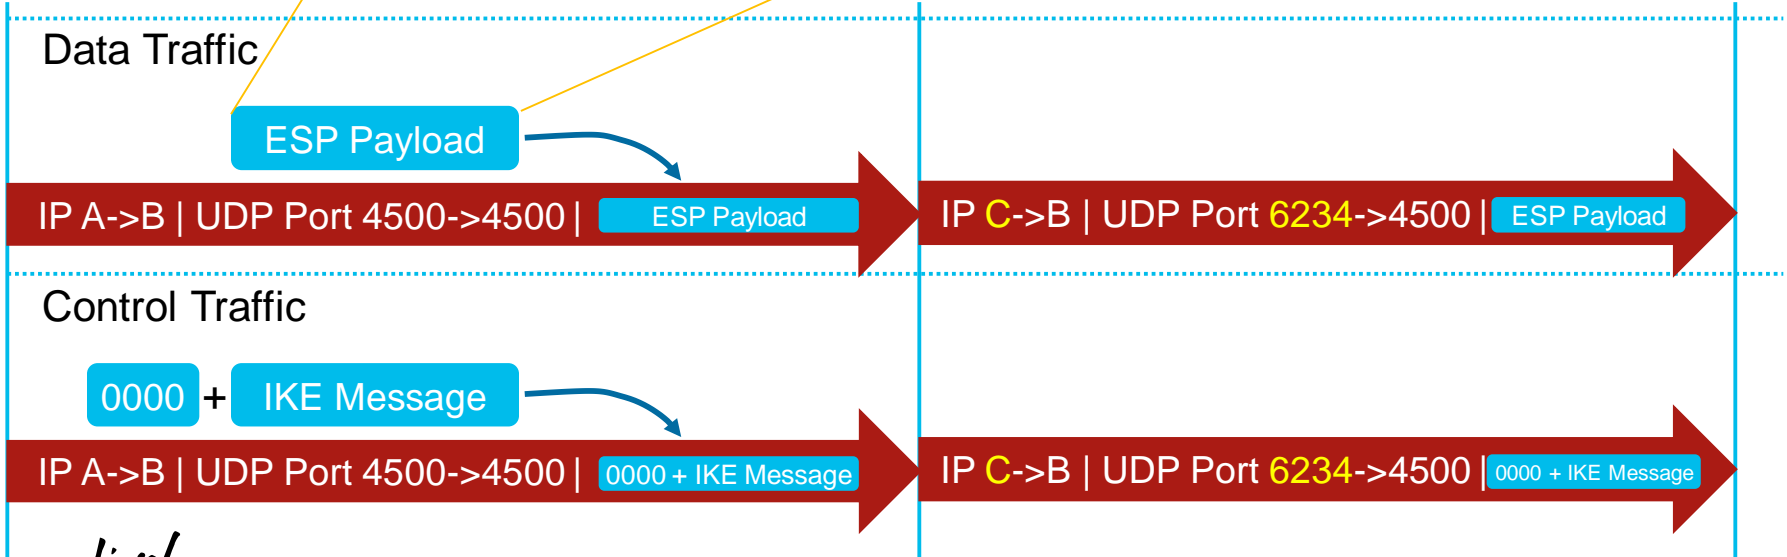 Data Traffic
ESP Payload
IP A->B | UDP Port 4500->4500 | ESP Payload
IP C->B | UDP Port 6234->4500 | ESP Payload
Control Traffic
0000 + IKE Message
IP A->B | UDP Port 4500->4500 | 0000 + IKE Message
IP C->B | UDP Port 6234->4500 | 0000 + IKE Message